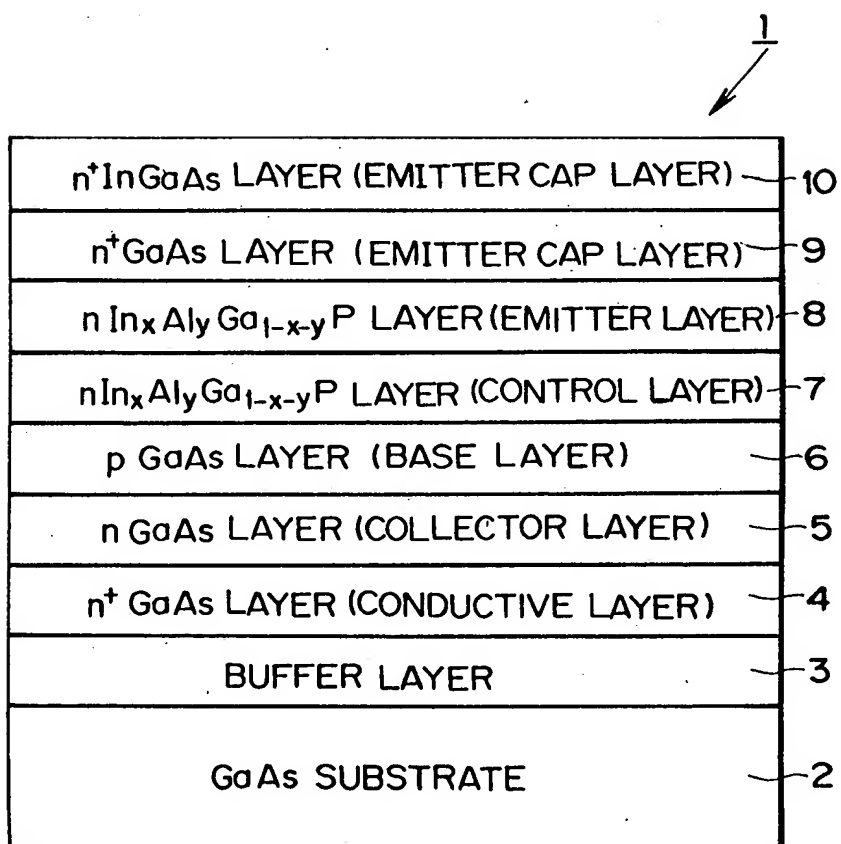 1
n⁺InGaAs LAYER (EMITTER CAP LAYER) 10
n⁺GaAs LAYER (EMITTER CAP LAYER) 9
n InₓAlyGa₁₋ₓ₋yP LAYER (EMITTER LAYER) 8
nInₓAlyGa₁₋ₓ₋yP LAYER (CONTROL LAYER) 7
p GaAs LAYER (BASE LAYER) 6
n GaAs LAYER (COLLECTOR LAYER) 5
n⁺ GaAs LAYER (CONDUCTIVE LAYER) 4
BUFFER LAYER 3
GaAs SUBSTRATE 2